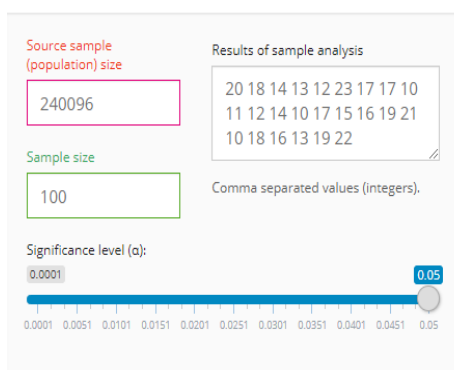 Source sample
(population) size
240096
Results of sample analysis
20 18 14 13 12 23 17 17 10
11 12 14 10 17 15 16 19 21
10 18 16 13 19 22
Sample size
100
Comma separated values (integers).
Significance level (α):
0.0001 0.05
0.0001 0.0051 0.0101 0.0151 0.0201 0.0251 0.0301 0.0351 0.0401 0.0451 0.05